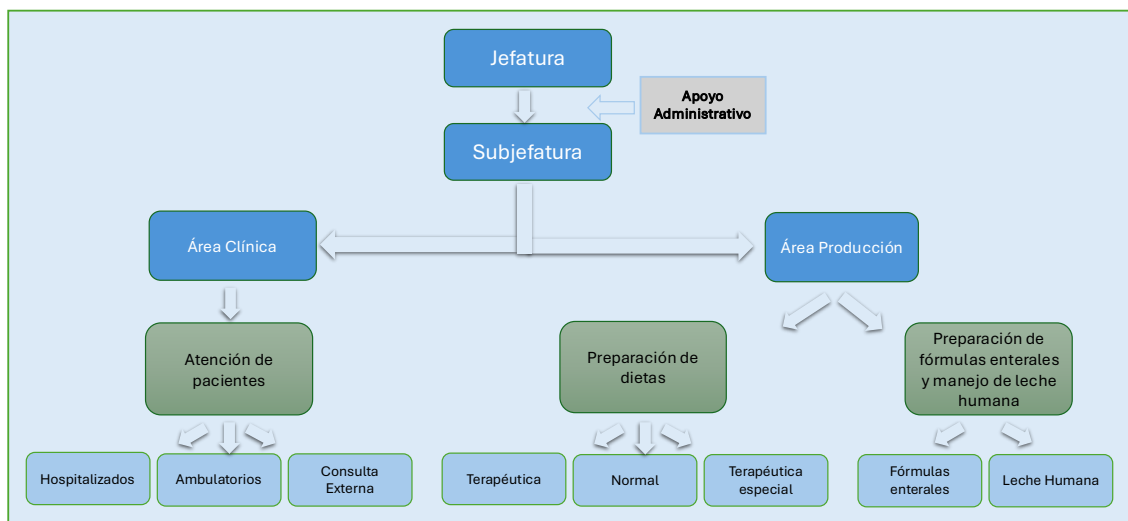 Jefatura
Apoyo
Administrativo
Subjefatura
Área Clínica
Área Producción
Atención de
pacientes
Preparación de
dietas
Preparación de
fórmulas enterales
y manejo de leche
humana
Hospitalizados
Ambulatorios
Consulta
Externa
Terapéutica
Normal
Terapéutica
especial
Fórmulas
enterales
Leche Humana